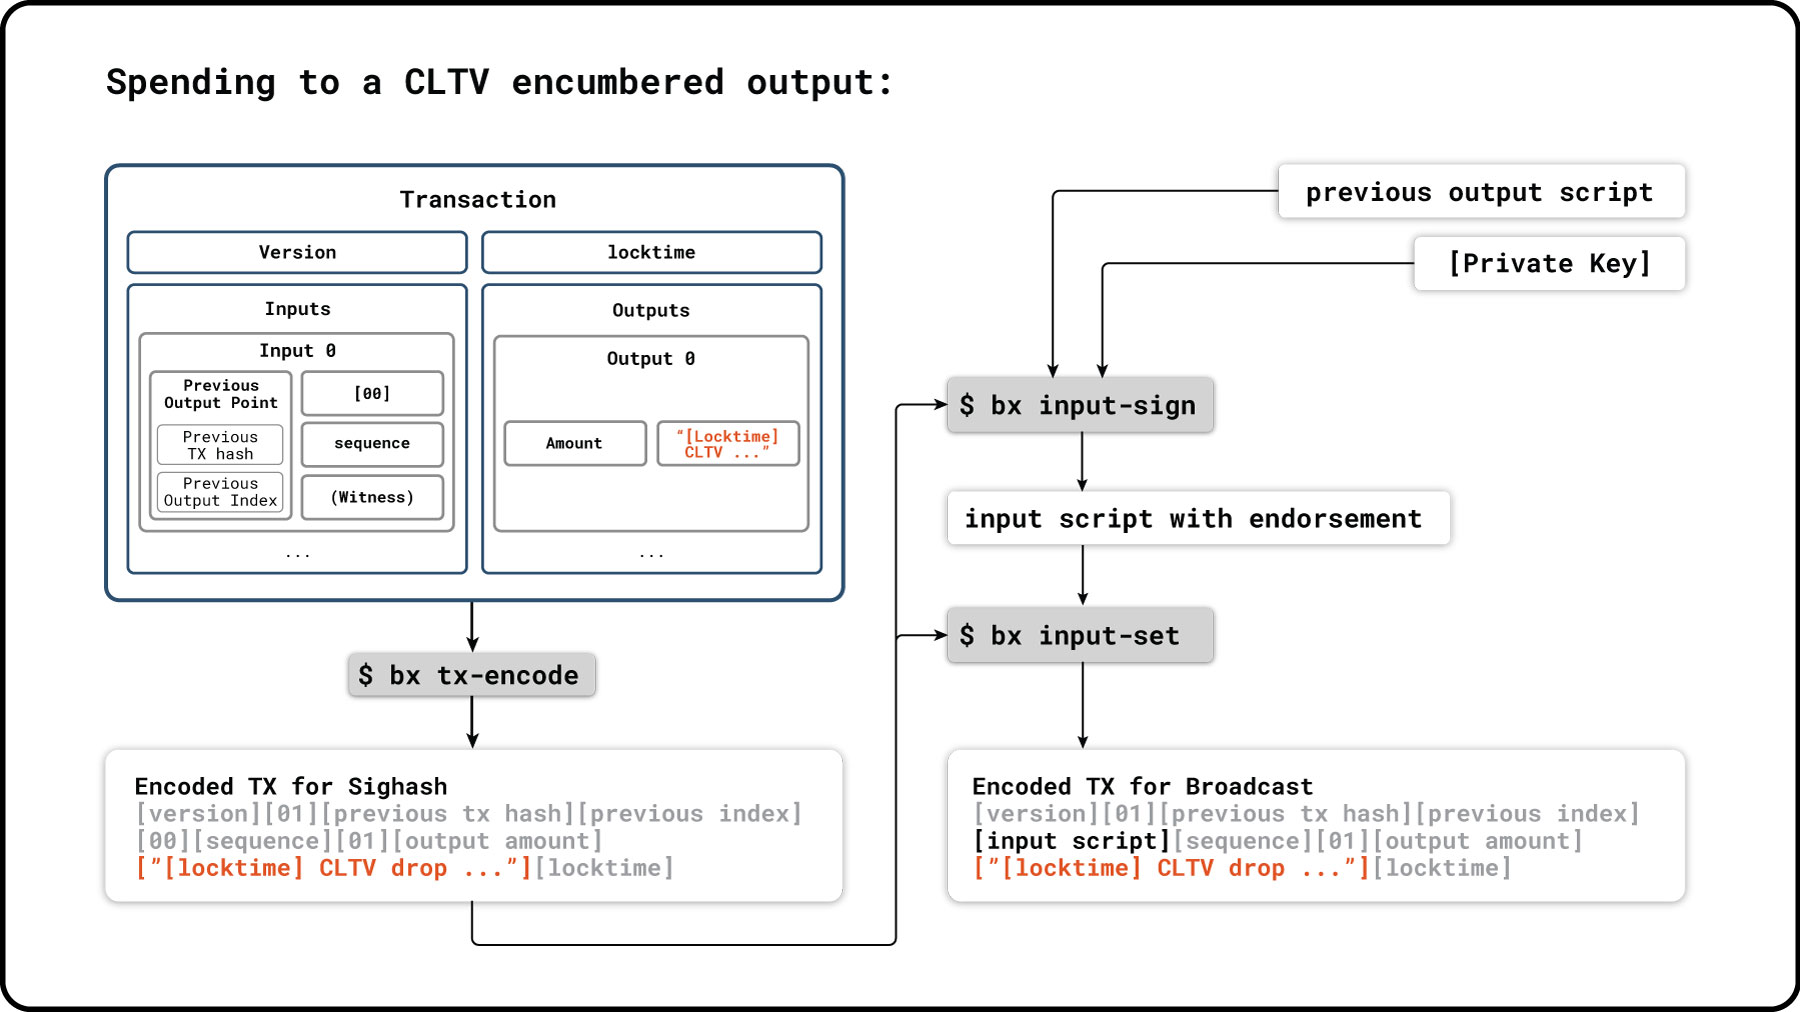 Spending to a CLTV encumbered output:
Transaction
Version
locktime
Inputs
Input 0
Previous
Output Point
Previous
TX hash
Previous
Output Index
[00]
sequence
(Witness)
...
Outputs
Output 0
Amount
“[Locktime]
CLTV ...”
...
$ bx tx-encode
Encoded TX for Sighash
[version][01][previous tx hash][previous index]
[00][sequence][01][output amount]
[”[locktime] CLTV drop ...”][locktime]
previous output script
[Private Key]
$ bx input-sign
input script with endorsement
$ bx input-set
Encoded TX for Broadcast
[version][01][previous tx hash][previous index]
[input script][sequence][01][output amount]
[”[locktime] CLTV drop ...”][locktime]